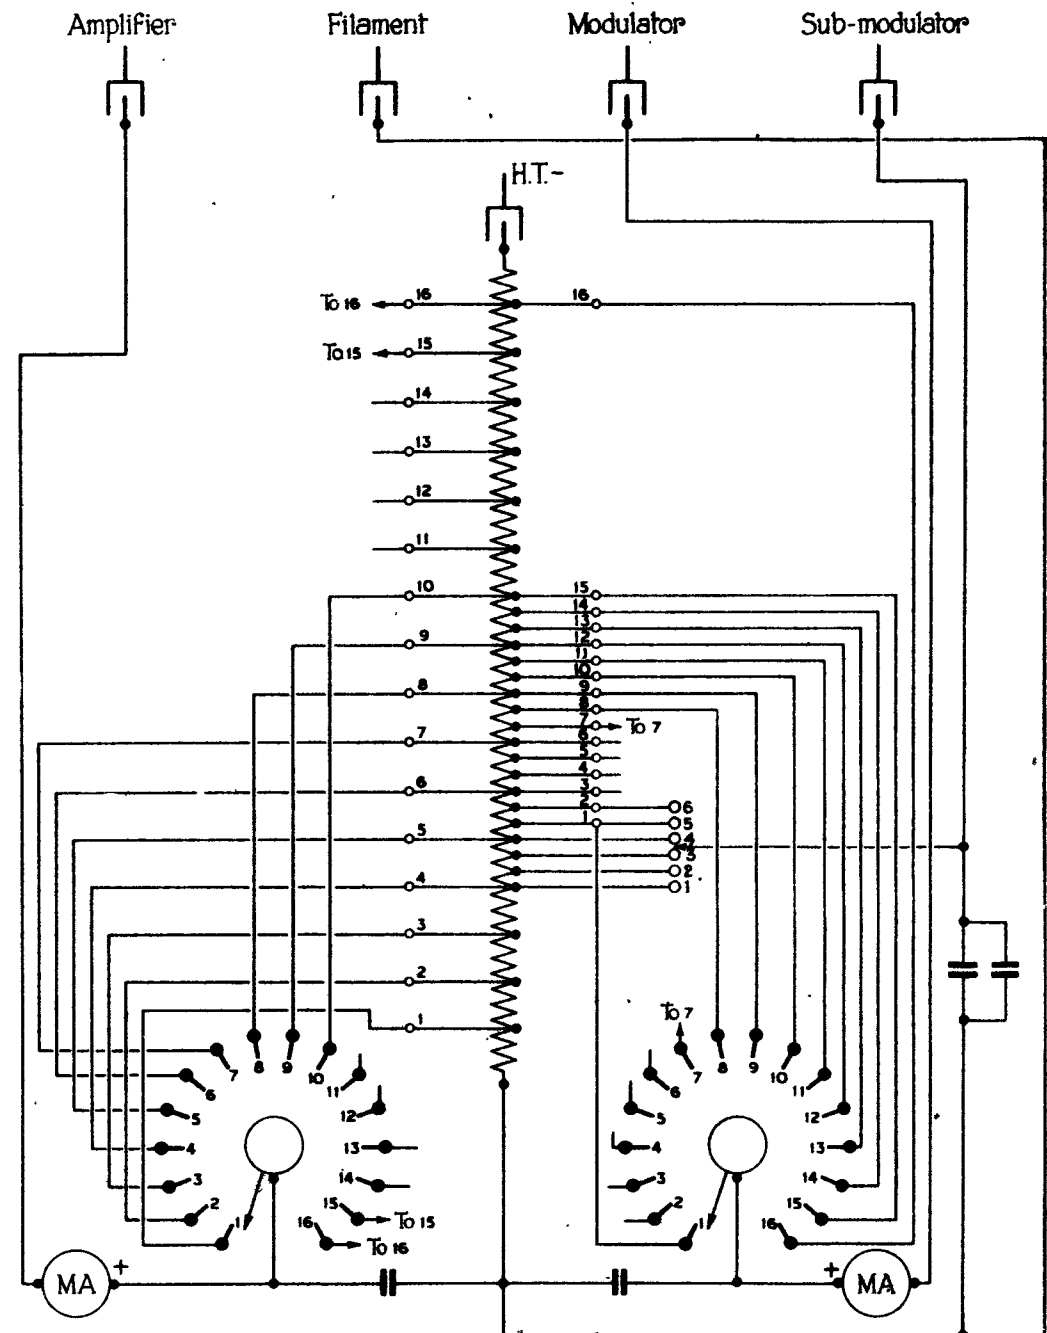 Amplifier Filament Modulator Sub-modulator
H.T.-
To 16 16 16
To 15 15
14
13
12
11
10 15
14
13
9 12
11
10
8 9
8
7 To 7
7 6
5
4
6 3
2 6
1 5
5 4
3
2
4 1
3
2
1
To 7
8 9 8 9
7 10 7 10
6 11 6 11
5 12 5 12
4 13 4 13
3 14 3 14
2 15 To 15 2 15
1 16 To 16 1 16
MA + + MA